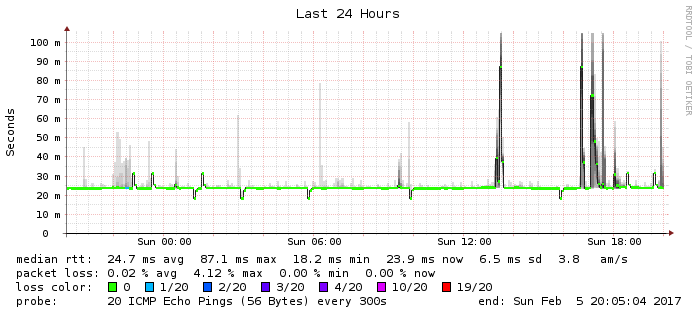 Last 24 Hours
RRDTOOL / TOBI OETIKER
Seconds
100 m
90 m
80 m
70 m
60 m
50 m
40 m
30 m
20 m
10 m
0
Sun 00:00 Sun 06:00 Sun 12:00 Sun 18:00
median rtt: 24.7 ms avg 87.1 ms max 18.2 ms min 23.9 ms now 6.5 ms sd 3.8 am/s
packet loss: 0.02 % avg 4.12 % max 0.00 % min 0.00 % now
loss color: 0 1/20 2/20 3/20 4/20 10/20 19/20
probe: 20 ICMP Echo Pings (56 Bytes) every 300s end: Sun Feb 5 20:05:04 2017